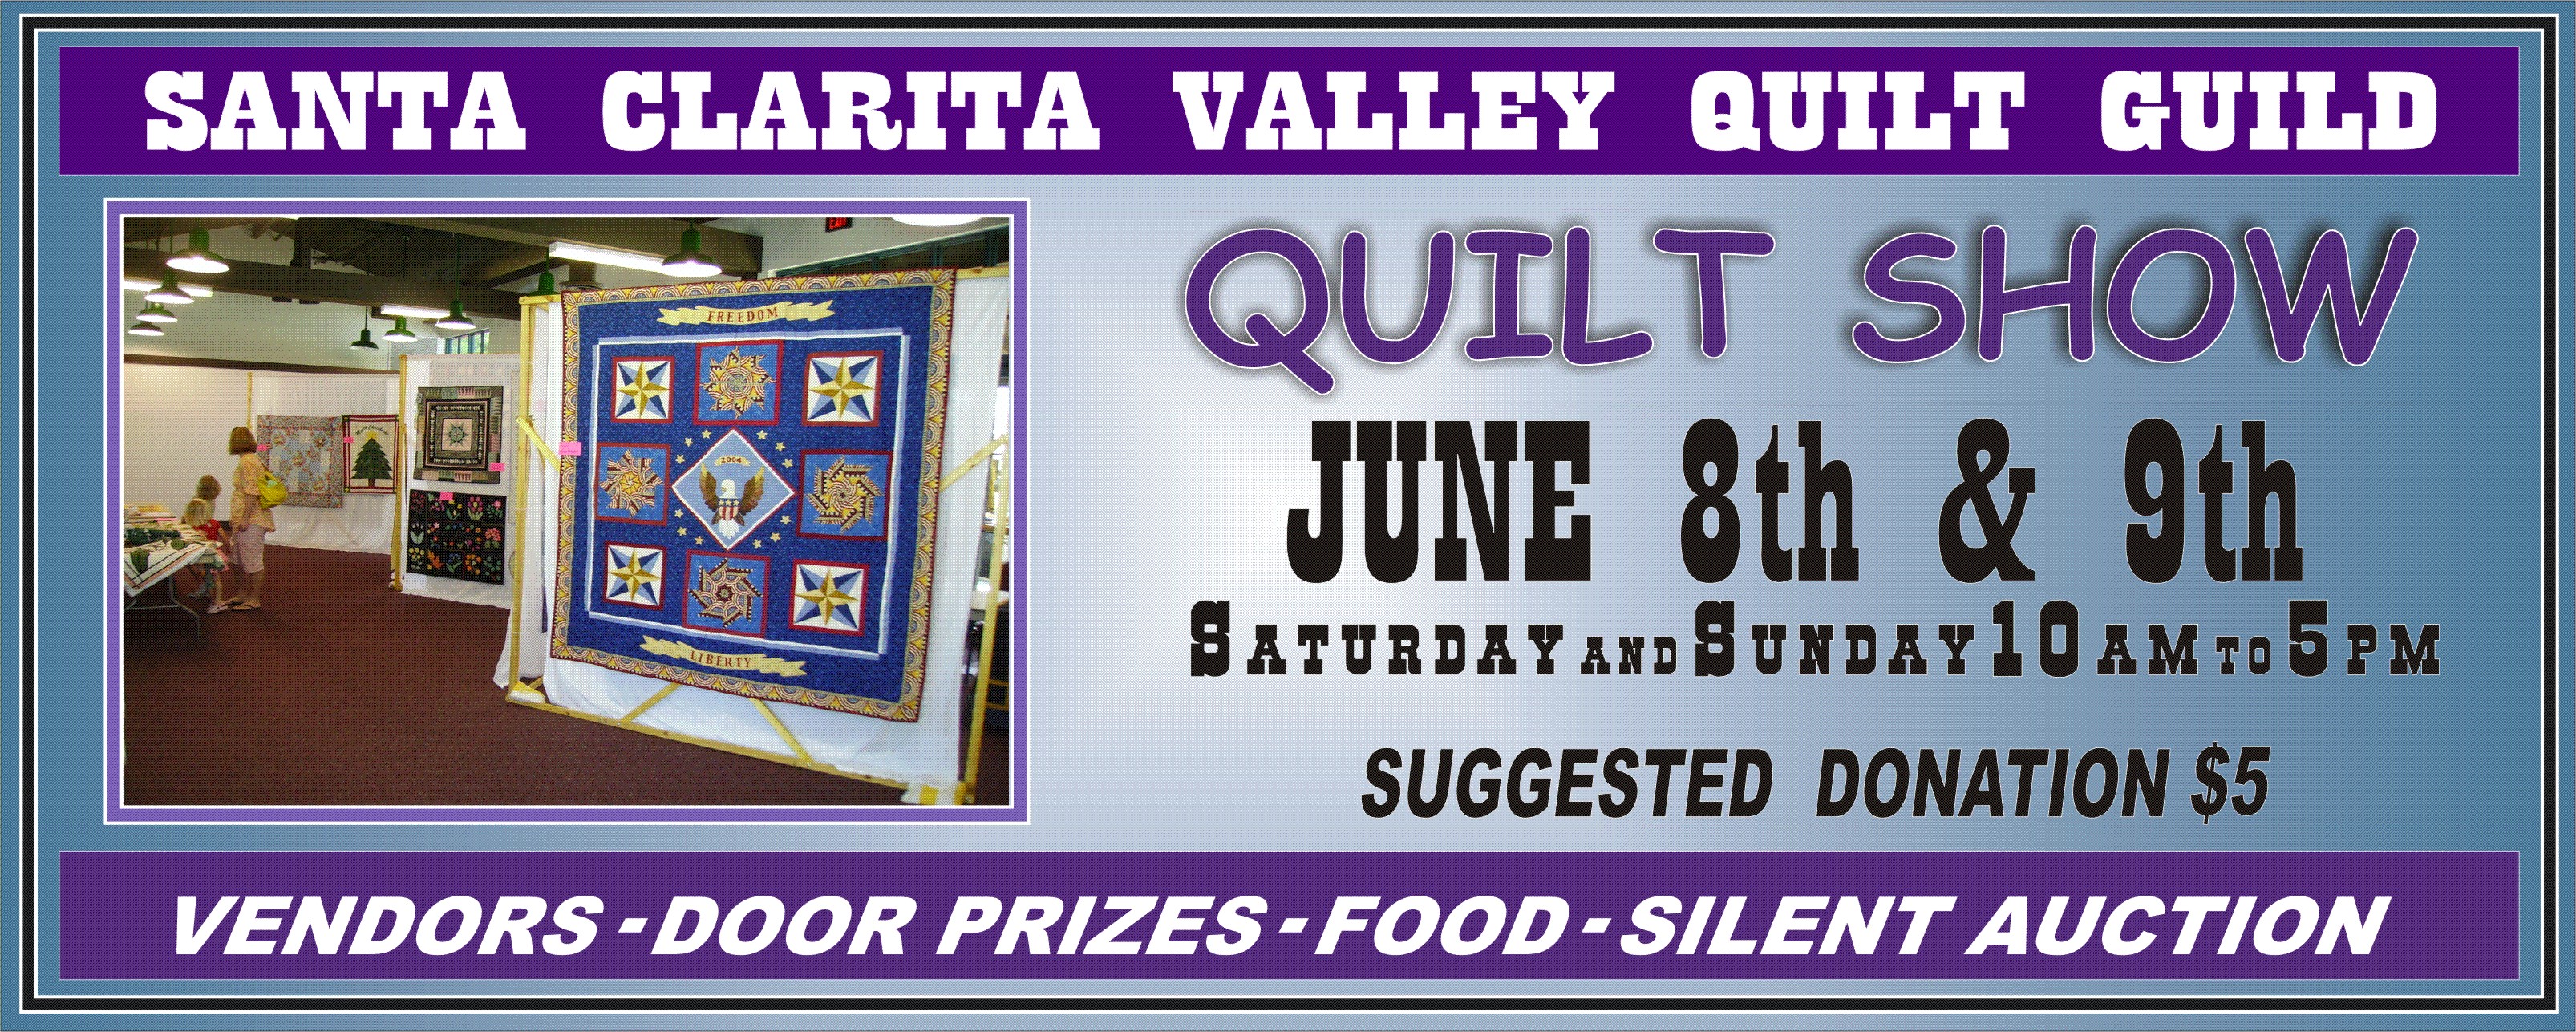 SANTA CLARITA VALLEY QUILT GUILD
EXIT
FREEDOM
2004
LIBERTY
QUILT SHOW
JUNE 8th & 9th
SATURDAY AND SUNDAY 10 AM TO 5 PM
SUGGESTED DONATION $5
VENDORS - DOOR PRIZES - FOOD - SILENT AUCTION